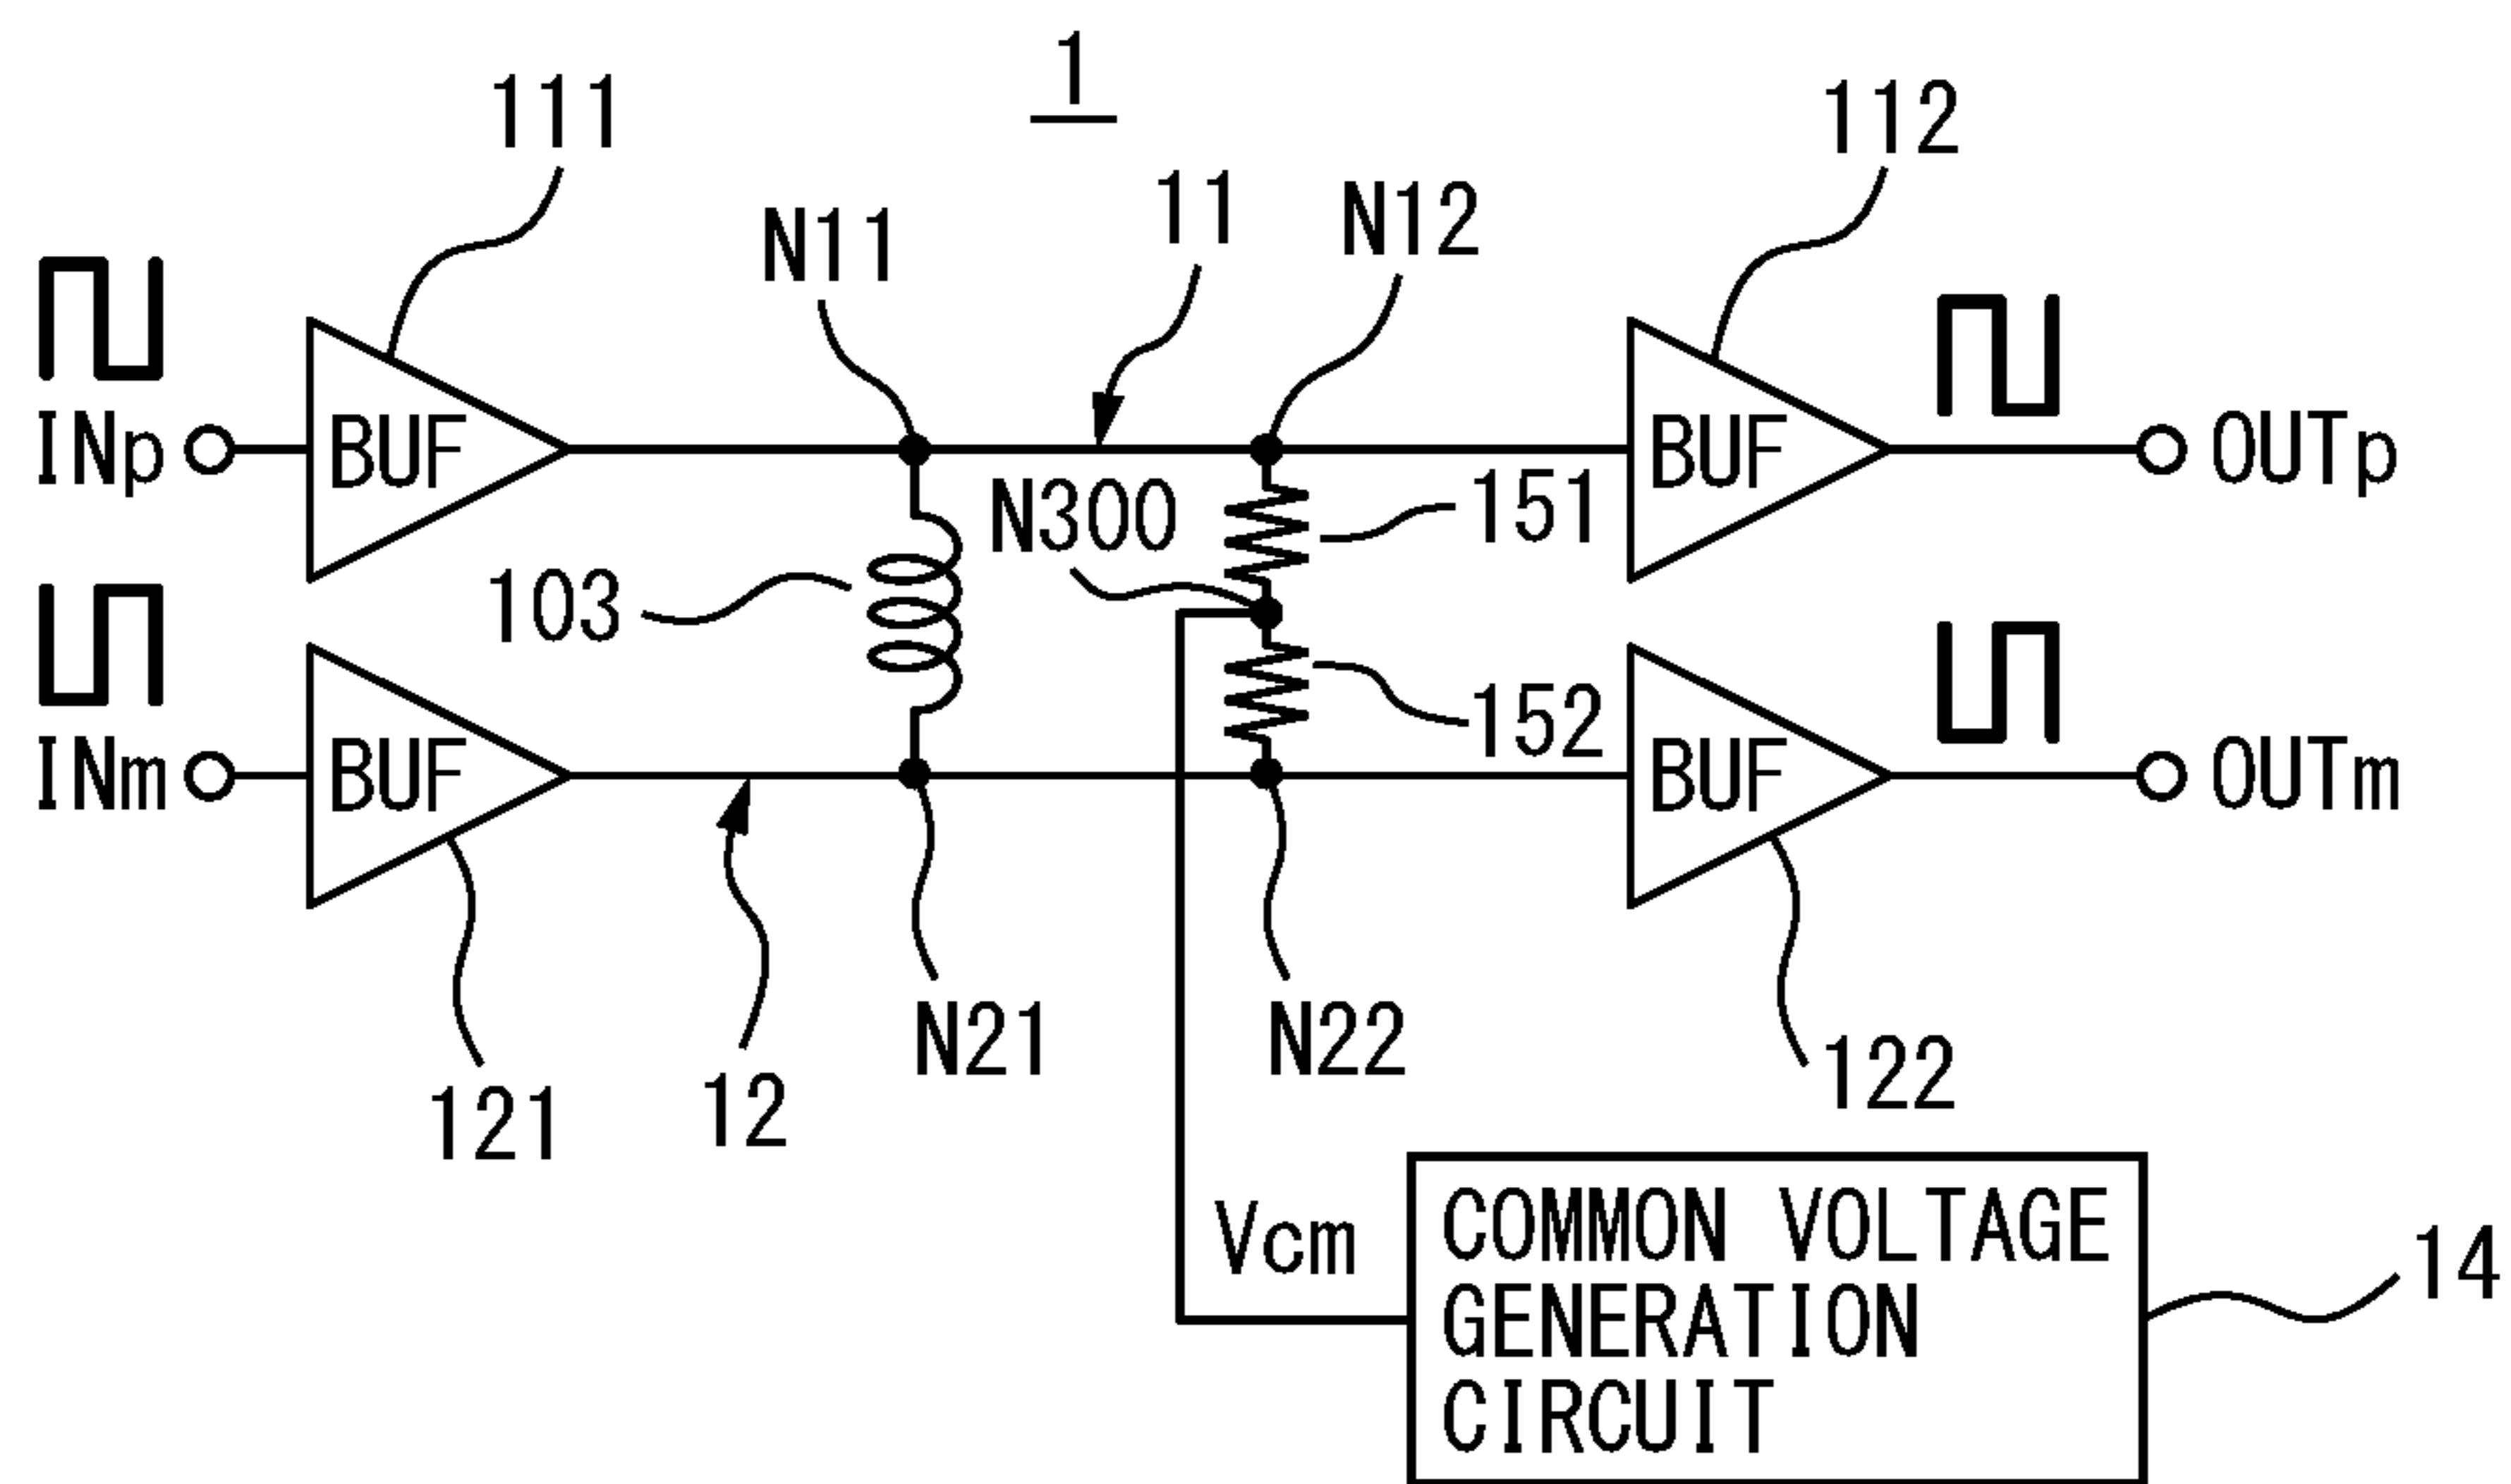 1
111
112
11
N11
N12
INp
BUF
BUF
OUTp
N300
151
103
152
INm
BUF
BUF
OUTm
N21
N22
121
12
122
Vcm
COMMON VOLTAGE
GENERATION
CIRCUIT
14